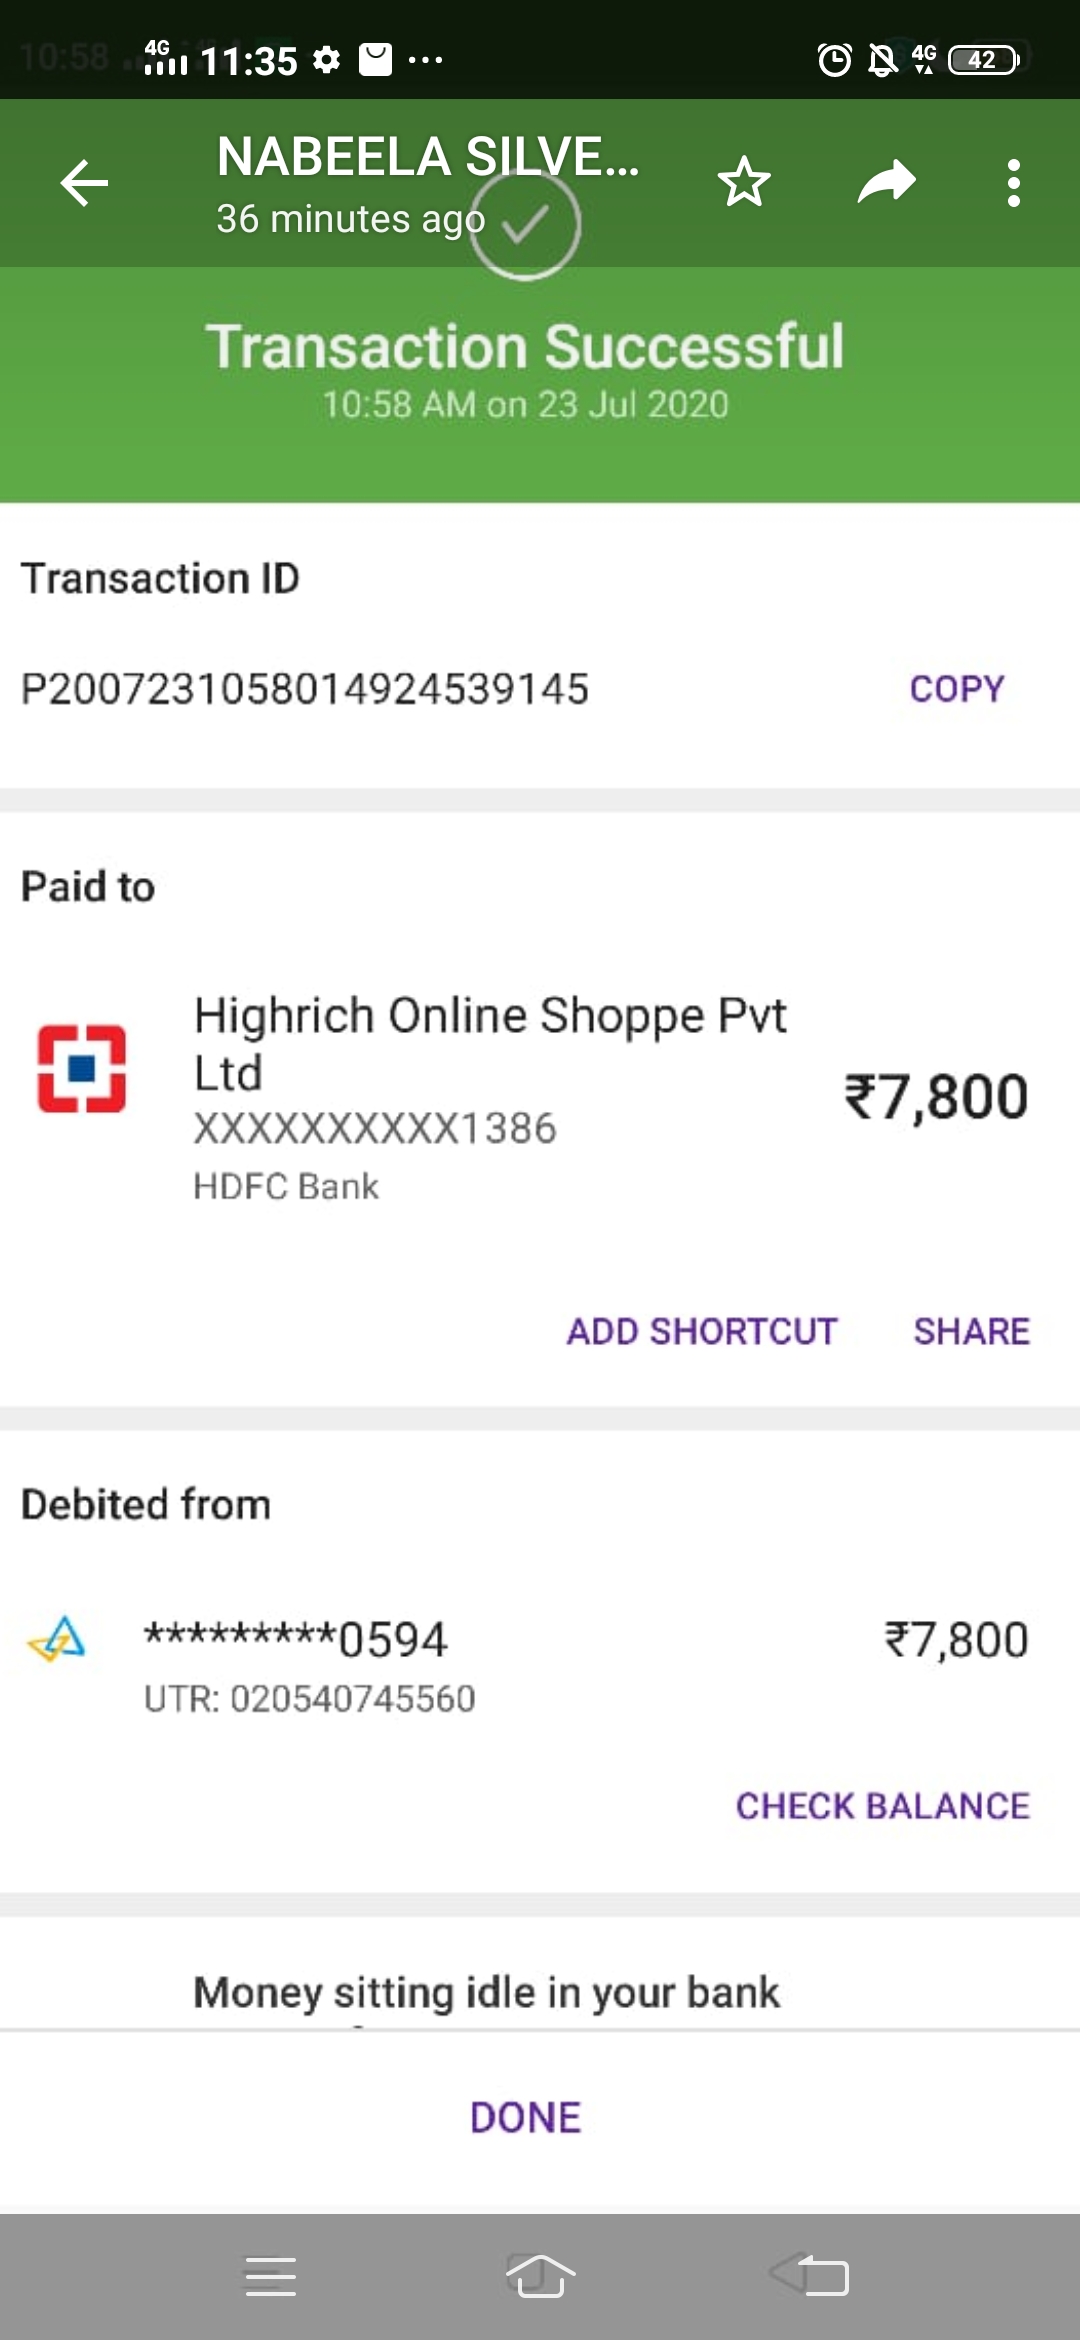 10:58
4G 11:35 ... 4G 42
NABEELA SILVE...
36 minutes ago
Transaction Successful
10:58 AM on 23 Jul 2020
Transaction ID
P2007231058014924539145 COPY
Paid to
Highrich Online Shoppe Pvt
Ltd
₹7,800
XXXXXXXXXX1386
HDFC Bank
ADD SHORTCUT SHARE
Debited from
*********0594 ₹7,800
UTR: 020540745560
CHECK BALANCE
Money sitting idle in your bank
DONE